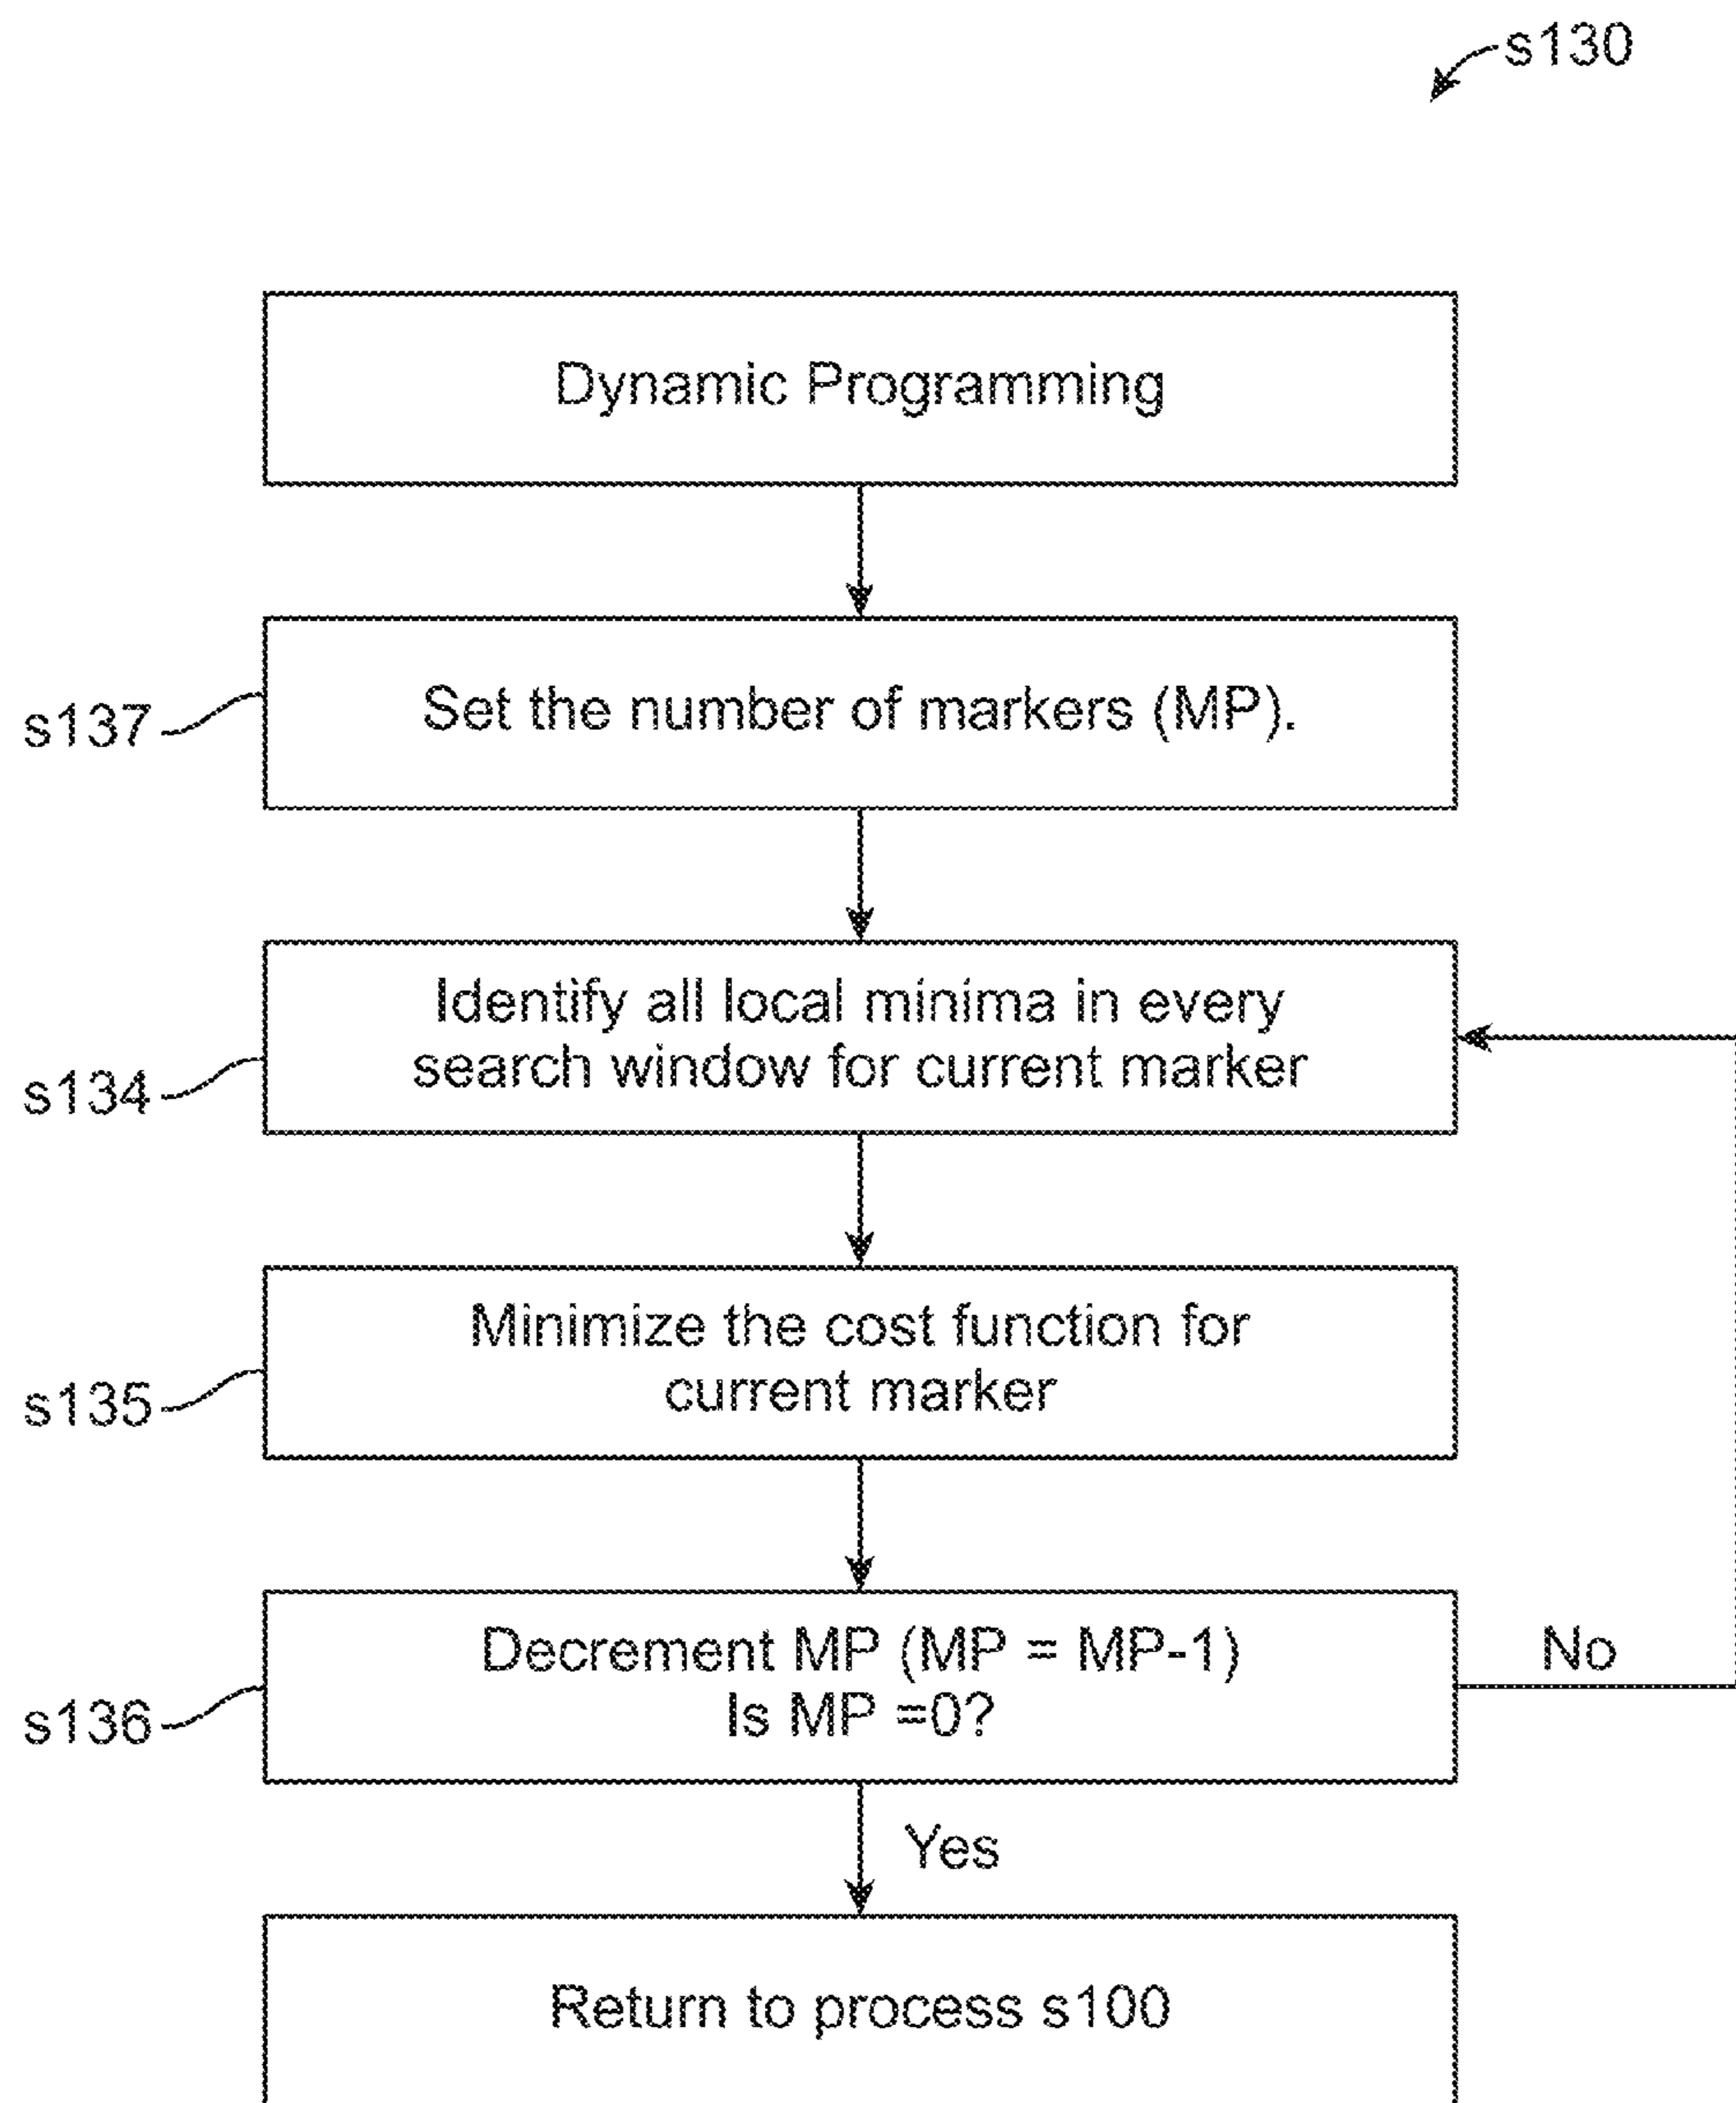 s130
Dynamic Programming
s137
Set the number of markers (MP).
s134
Identify all local minima in every
search window for current marker
s135
Minimize the cost function for
current marker
s136
Decrement MP (MP = MP-1)
Is MP =0?
No
Yes
Return to process s100